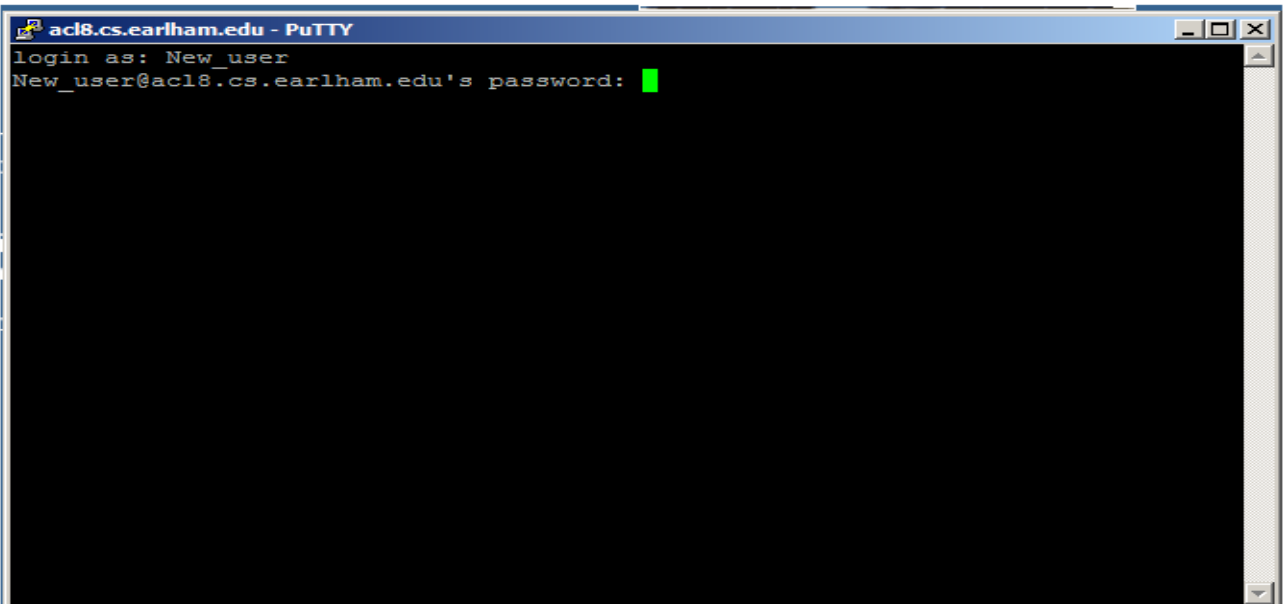 acl8.cs.earlham.edu - PuTTY
login as: New_user
New_user@acl8.cs.earlham.edu's password: